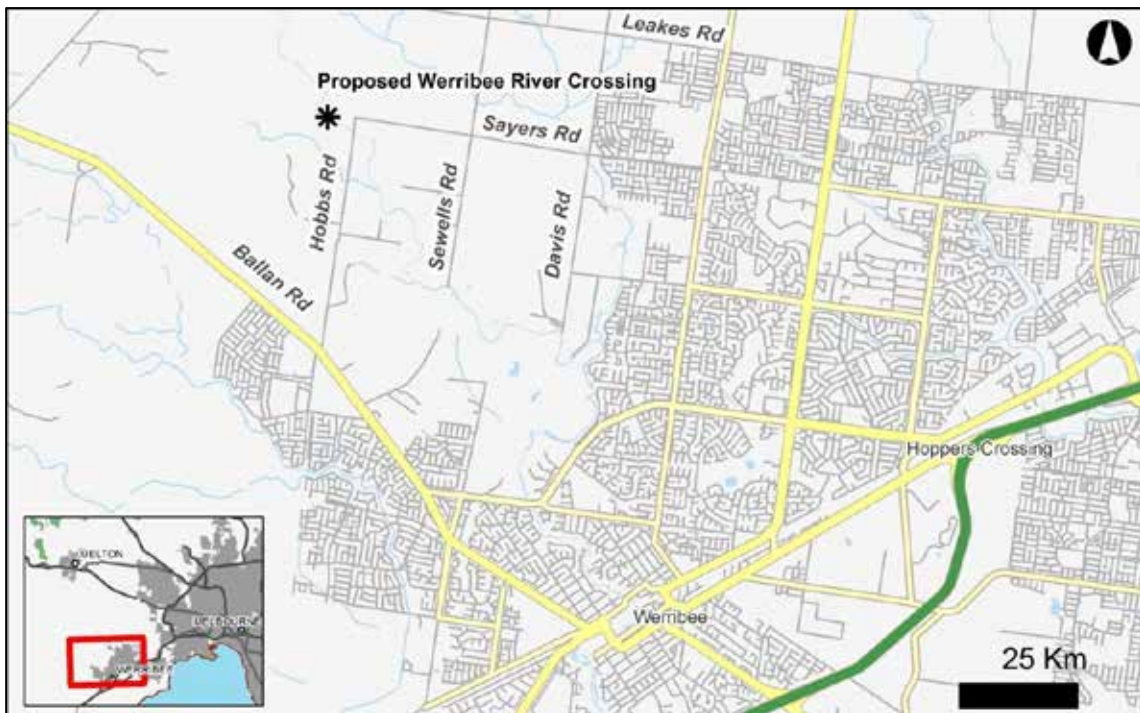 Leakes Rd
Proposed Werribee River Crossing
Sayers Rd
Hobbs Rd
Sewells Rd
Davis Rd
Ballan Rd
Hoppers Crossing
Werribee
25 Km
MELTON
MELBOURNE
WERRIBEE